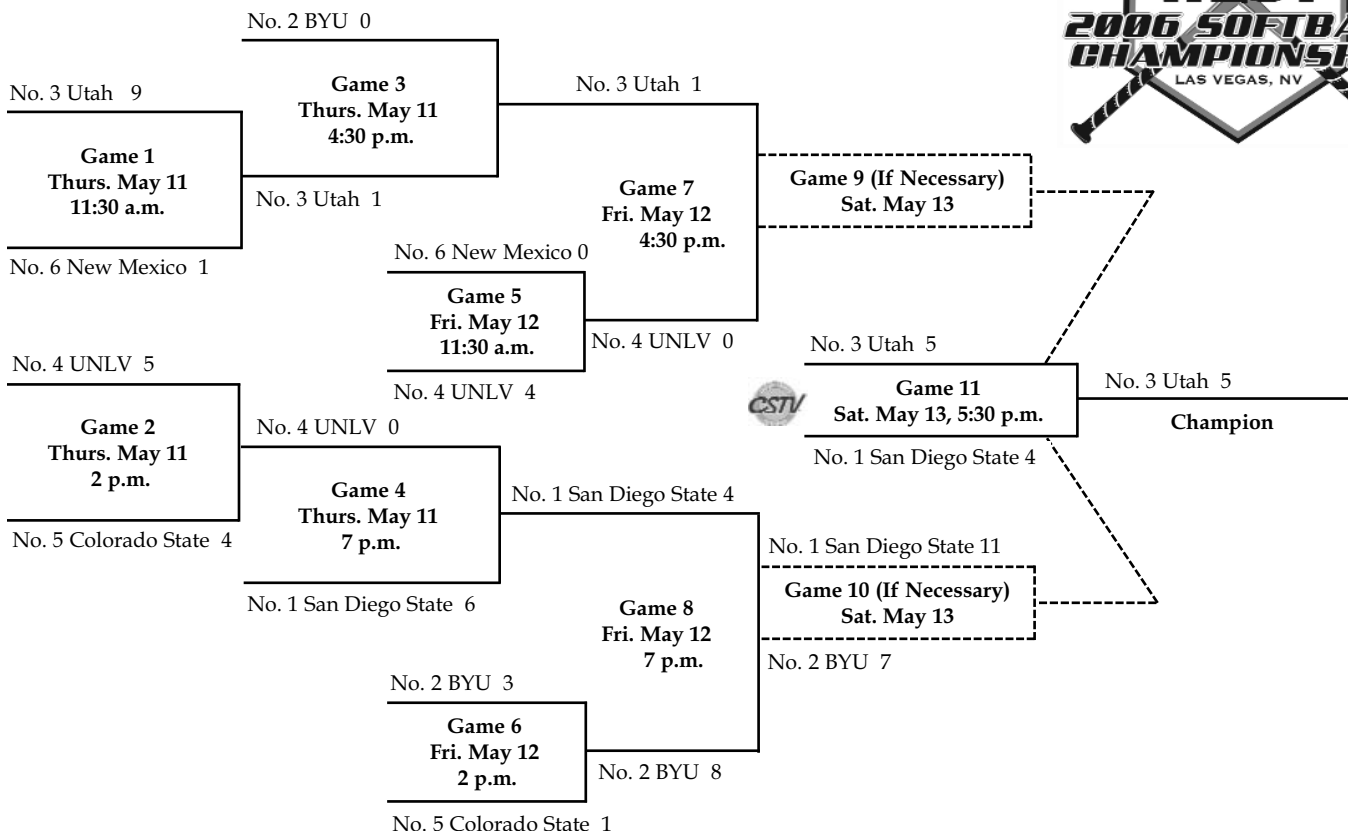 No. 2 BYU 0
2006 SOFTBA
CHAMPIONSH
LAS VEGAS, NV
No. 3 Utah 9
Game 3
Thurs. May 11
4:30 p.m.
No. 3 Utah 1
Game 1
Thurs. May 11
11:30 a.m.
No. 3 Utah 1
No. 6 New Mexico 1
Game 7
Fri. May 12
4:30 p.m.
Game 9 (If Necessary)
Sat. May 13
No. 6 New Mexico 0
Game 5
Fri. May 12
11:30 a.m.
No. 4 UNLV 0
No. 4 UNLV 4
No. 4 UNLV 5
Game 2
Thurs. May 11
2 p.m.
No. 5 Colorado State 4
No. 4 UNLV 0
Game 4
Thurs. May 11
7 p.m.
No. 1 San Diego State 6
No. 3 Utah 5
CSTV
Game 11
Sat. May 13, 5:30 p.m.
No. 1 San Diego State 4
No. 3 Utah 5
Champion
No. 1 San Diego State 4
Game 8
Fri. May 12
7 p.m.
No. 1 San Diego State 11
Game 10 (If Necessary)
Sat. May 13
No. 2 BYU 7
No. 2 BYU 3
Game 6
Fri. May 12
2 p.m.
No. 2 BYU 8
No. 5 Colorado State 1